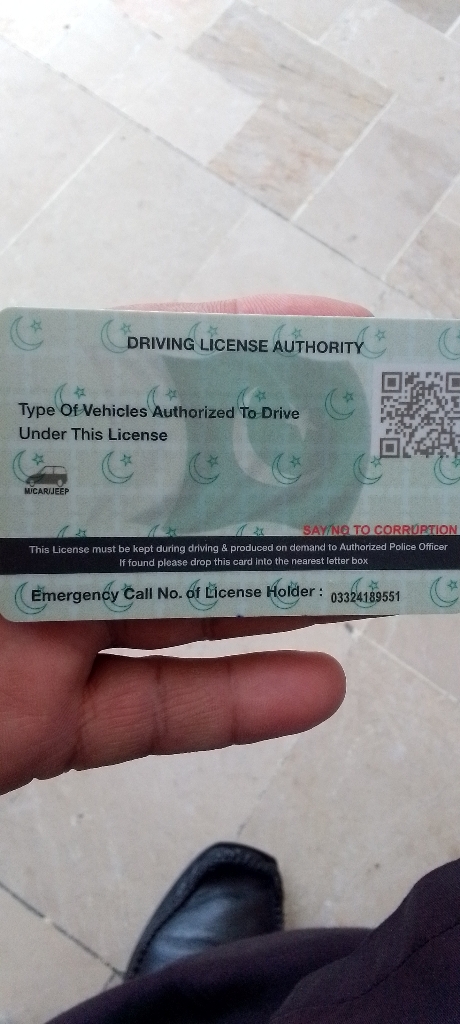 DRIVING LICENSE AUTHORITY
Type Of Vehicles Authorized To Drive
Under This License
M/CAR/JEEP
SAY NO TO CORRUPTION
This License must be kept during driving & produced on demand to Authorized Police Officer
If found please drop this card into the nearest letter box
Emergency Call No. of License Holder : 03324189551